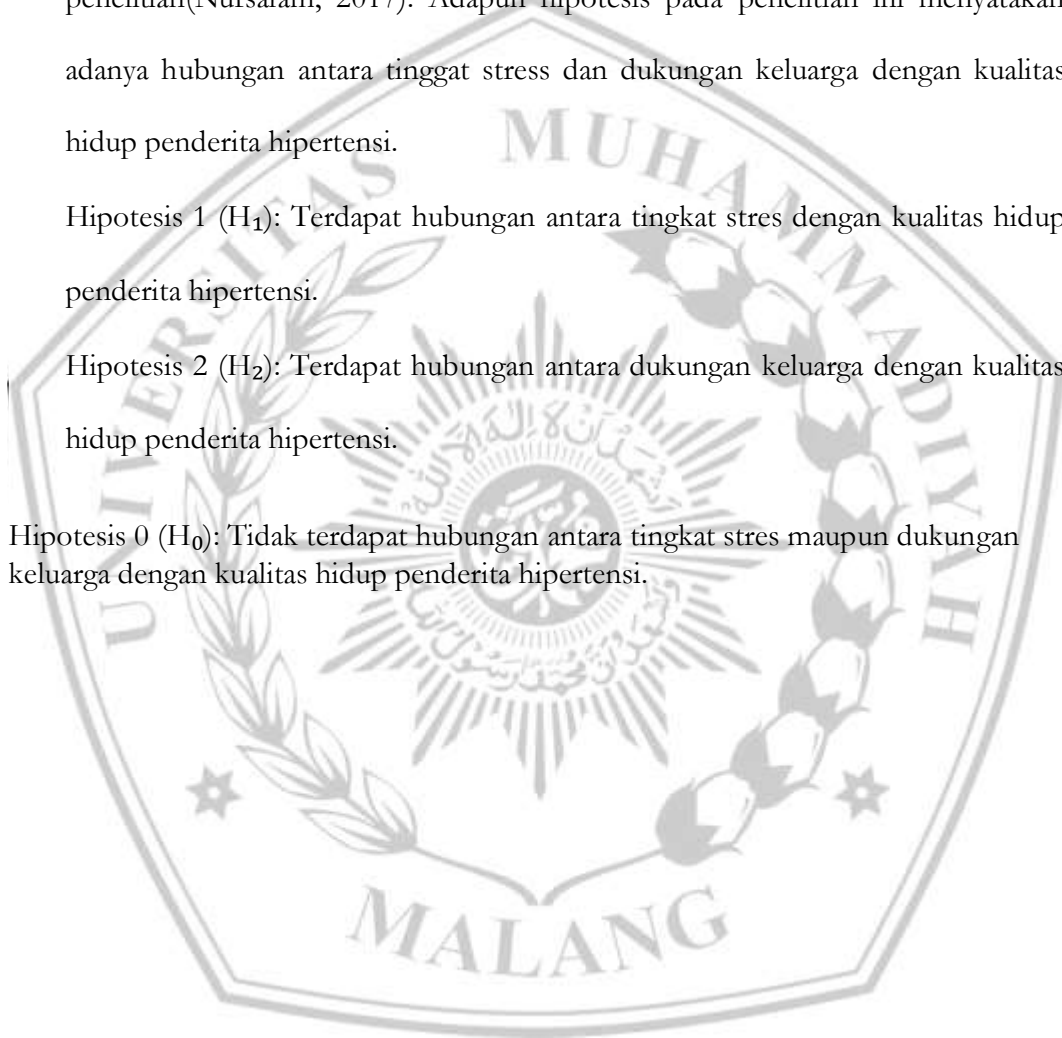 penelitian(Nursalam, 2017). Adapun hipotesis pada penelitian ini menyatakan
adanya hubungan antara tinggat stress dan dukungan keluarga dengan kualitas
hidup penderita hipertensi.
Hipotesis 1 (H₁): Terdapat hubungan antara tingkat stres dengan kualitas hidup
penderita hipertensi.
Hipotesis 2 (H₂): Terdapat hubungan antara dukungan keluarga dengan kualitas
hidup penderita hipertensi.
Hipotesis 0 (H₀): Tidak terdapat hubungan antara tingkat stres maupun dukungan
keluarga dengan kualitas hidup penderita hipertensi.
UNIVERSITAS MUHAMMADIYAH
MALANG